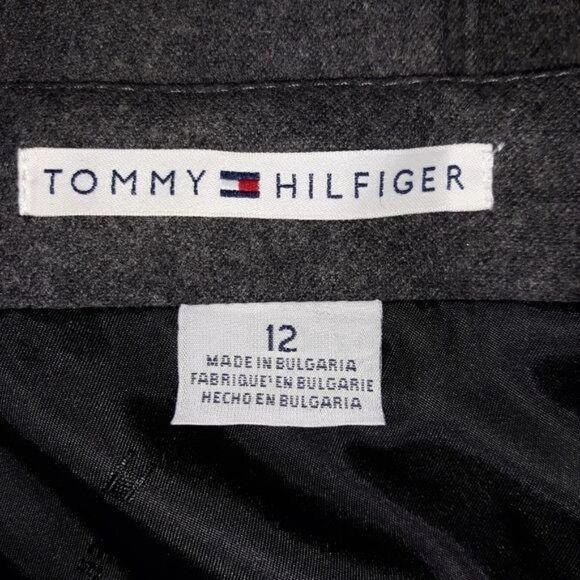 TOMMY HILFIGER
12
MADE IN BULGARIA
FABRIQUE' EN BULGARIE
HECHO EN BULGARIA